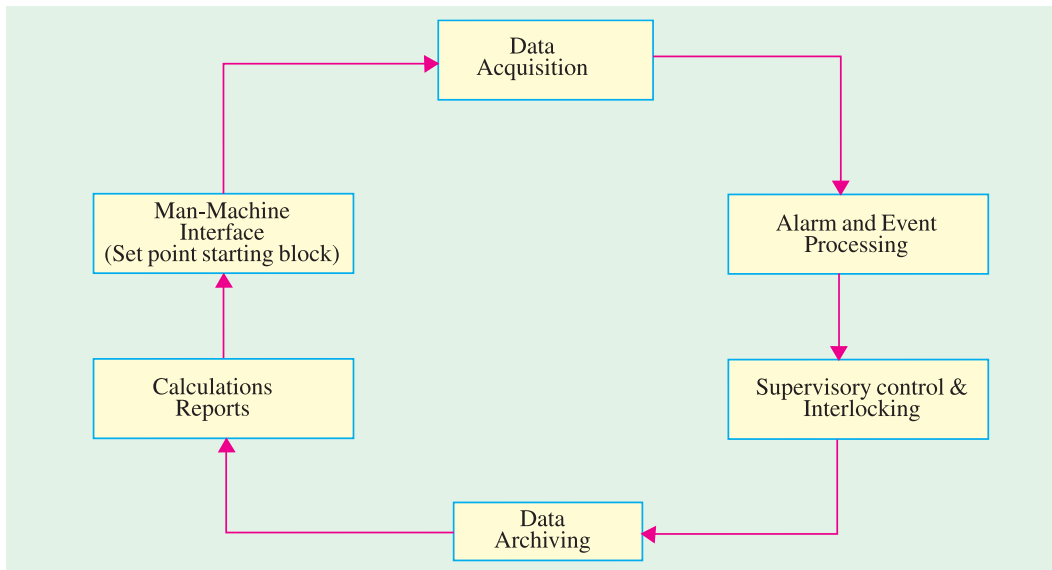 Data
Acquisition
Man-Machine
Interface
(Set point starting block)
Alarm and Event
Processing
Calculations
Reports
Supervisory control &
Interlocking
Data
Archiving